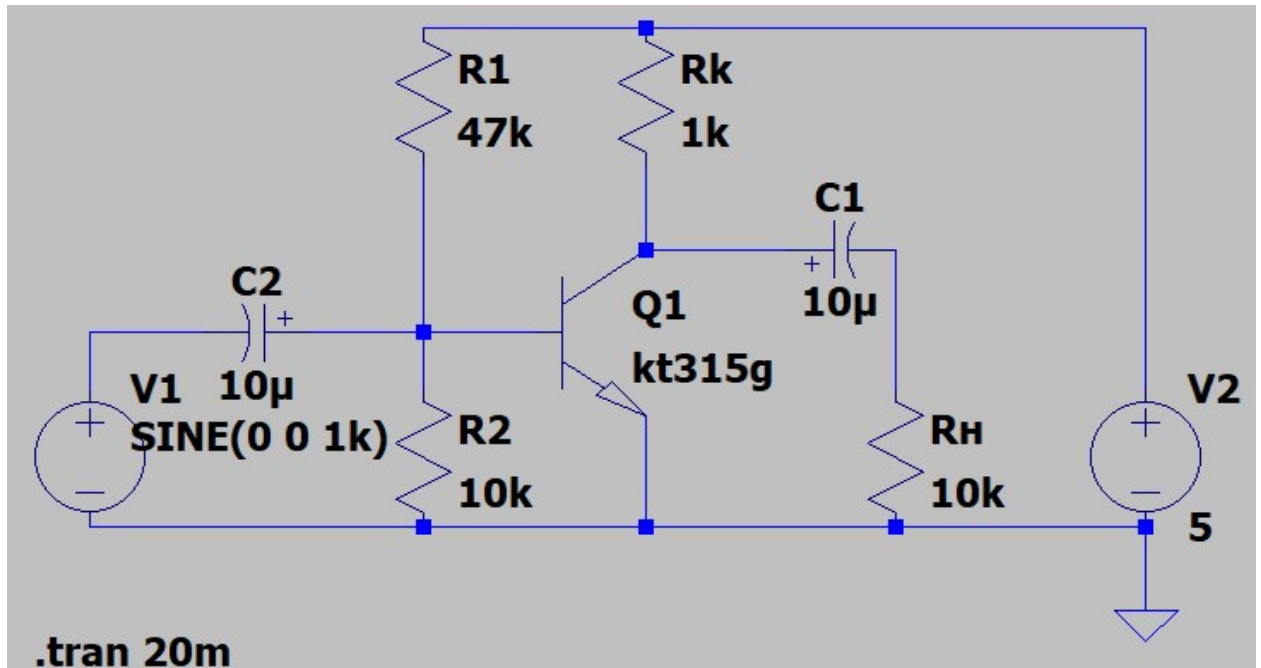 R1
47k
Rk
1k
C1
10µ
C2
10µ
Q1
kt315g
V1
SINE(0 0 1k)
R2
10k
Rн
10k
V2
5
.tran 20m